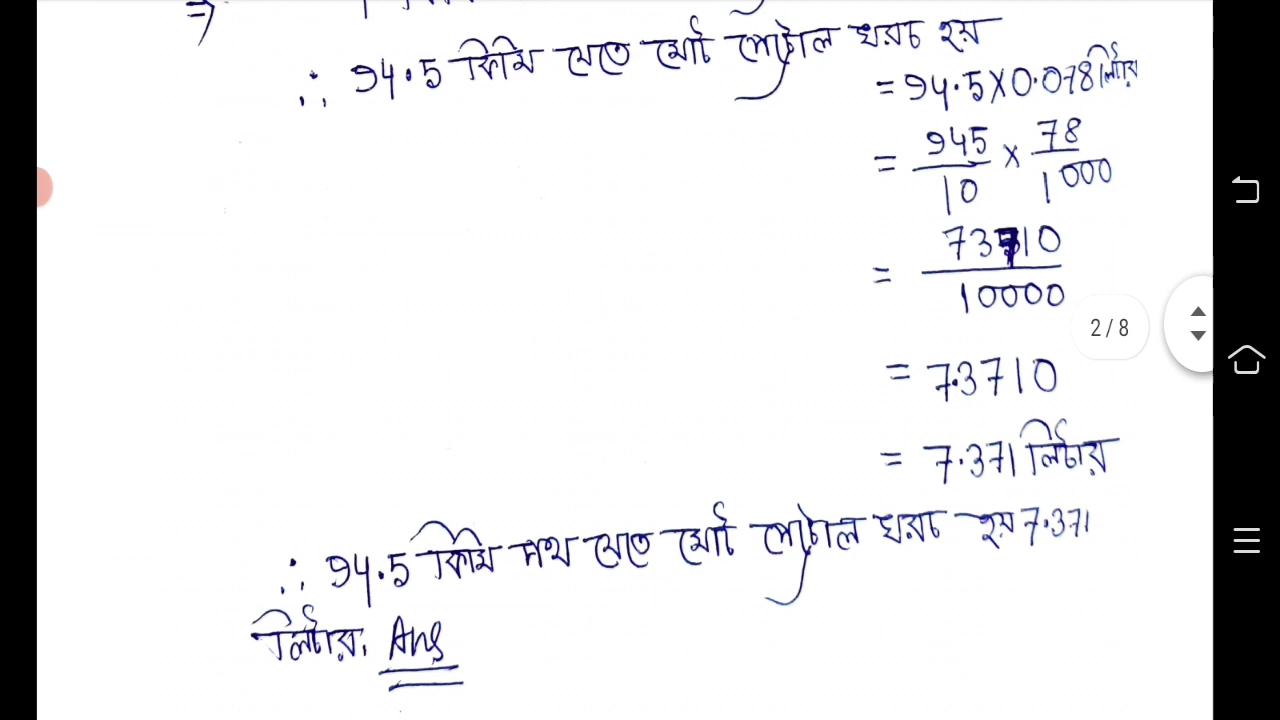 ⇒
∴ 94.5 কিমি যেতে মোট পেট্রোল খরচ হয়
= 94.5 X 0.078 লিটার
= 945/10 x 78/1000
= 73710/10000
2 / 8
= 7.3710
= 7.371 লিটার
∴ 94.5 কিমি পথ যেতে মোট পেট্রোল খরচ হয় 7.371
লিটার। Ans